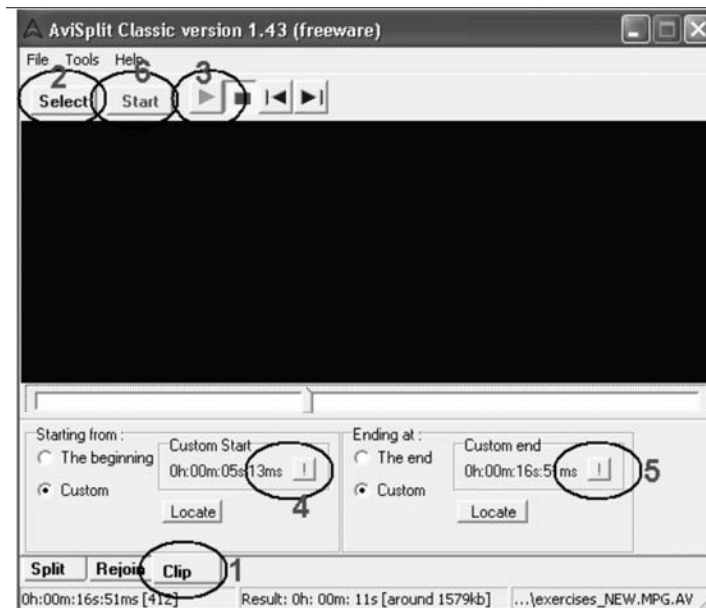 AviSplit Classic version 1.43 (freeware)
File Tools Help
2 6 3
Select Start
Starting from :
The beginning
Custom
Custom Start
0h:00m:05s:13ms !
Locate
4
Ending at :
The end
Custom
Custom end
0h:00m:16s:51ms !
Locate
5
Split Rejoin Clip 1
0h:00m:16s:51ms [412] Result: 0h: 00m: 11s [around 1579kb] ...\exercises_NEW.MPG.AV